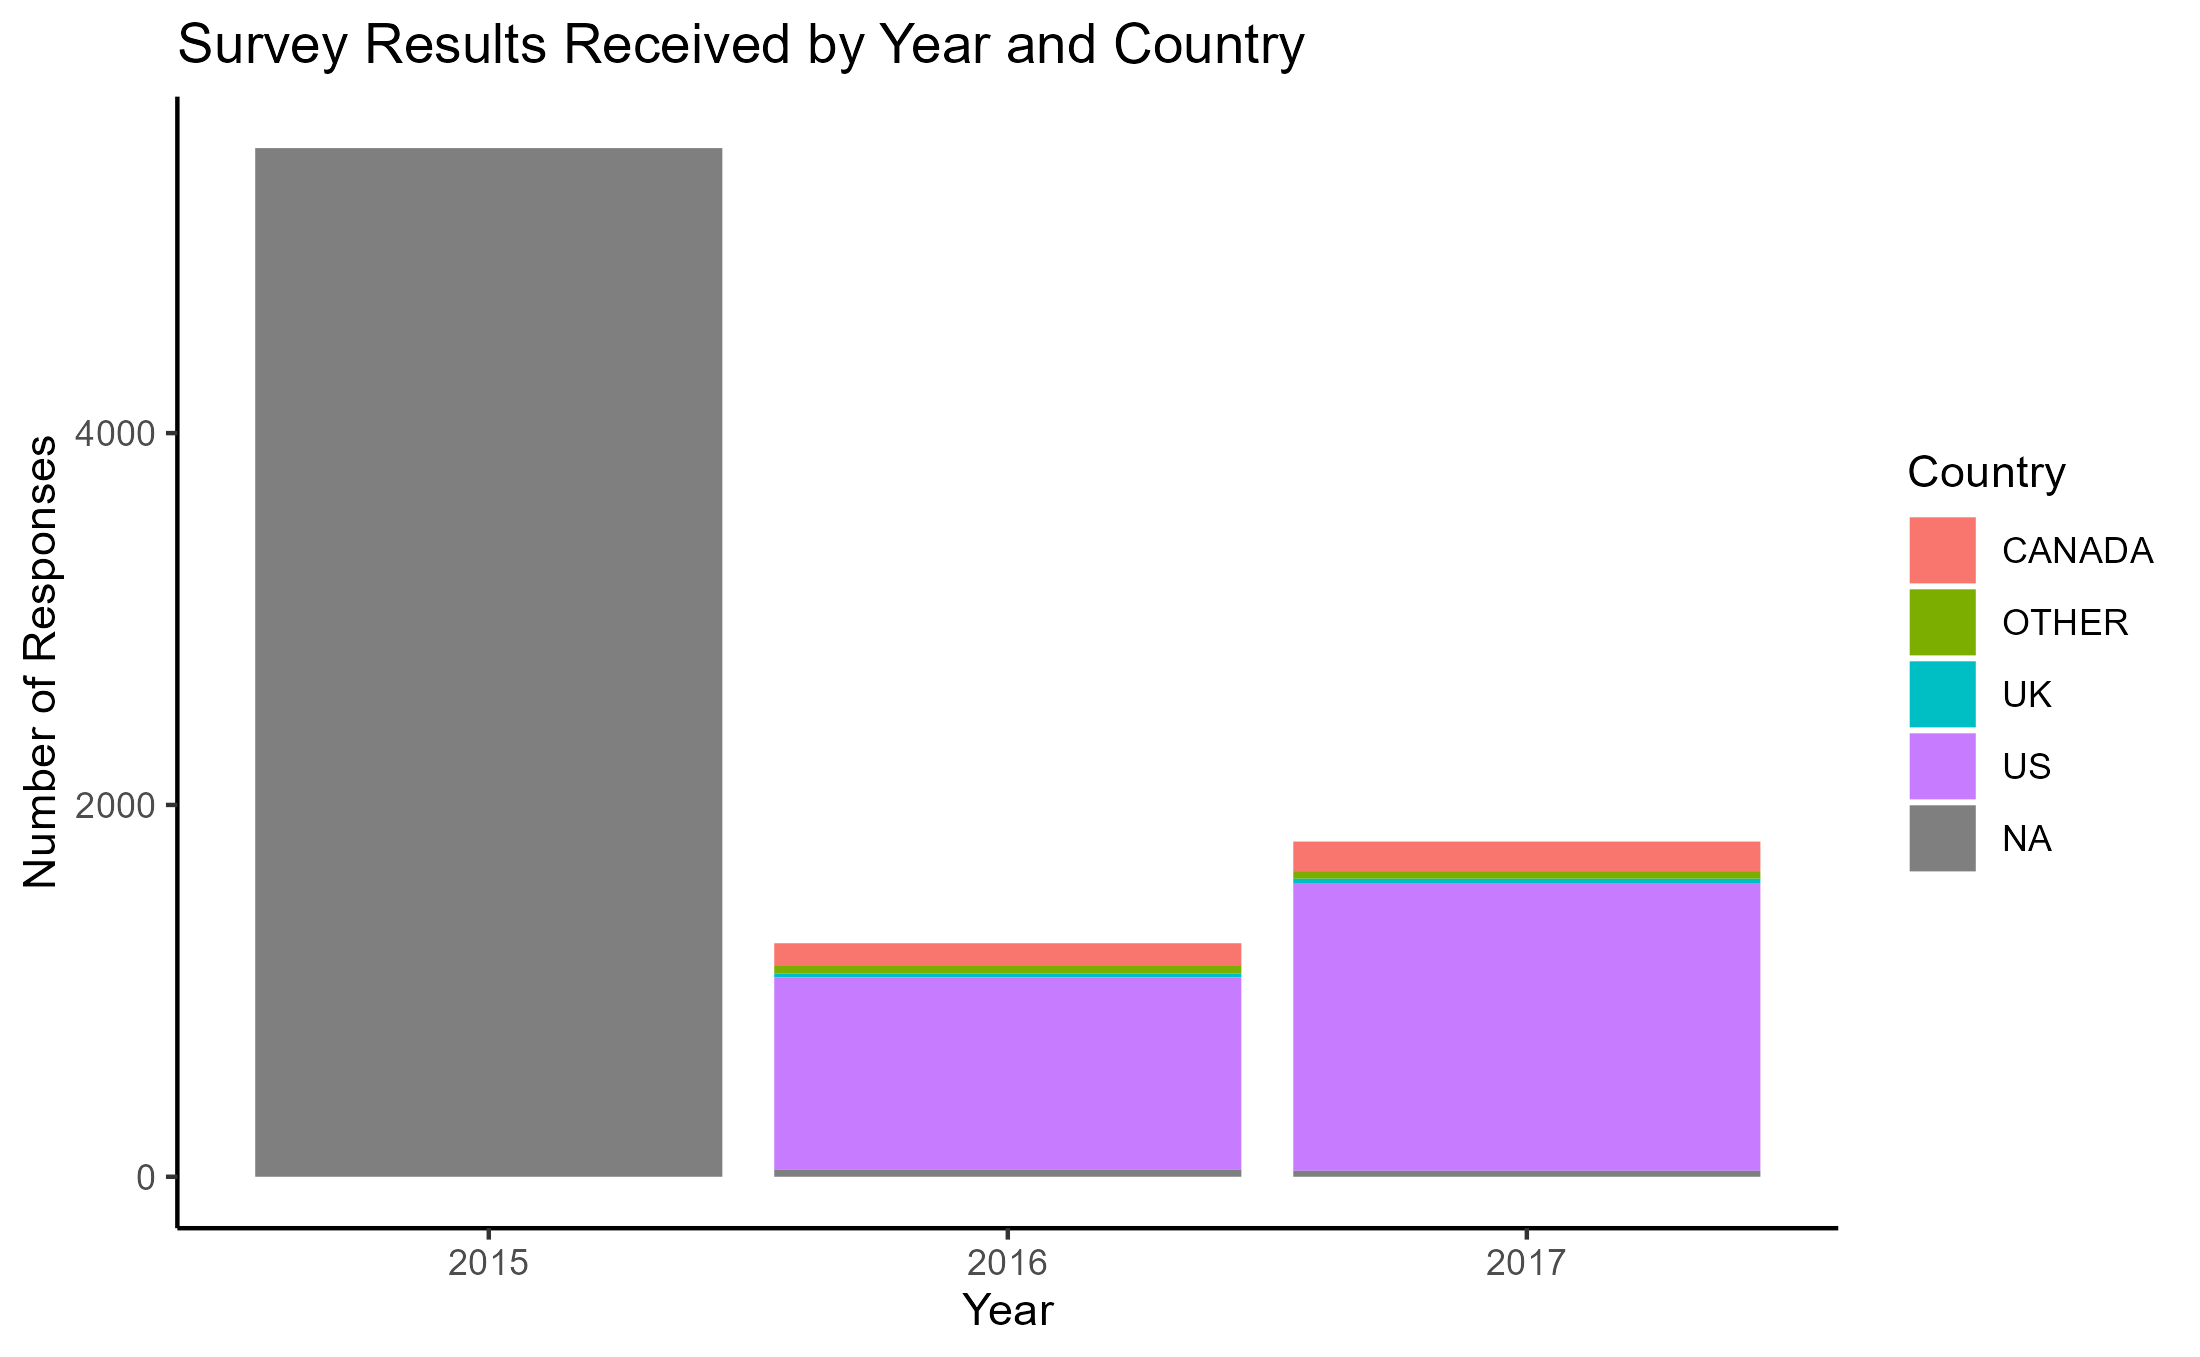 Survey Results Received by Year and Country
Number of Responses
4000
2000
0
2015
2016
2017
Year
Country
CANADA
OTHER
UK
US
NA